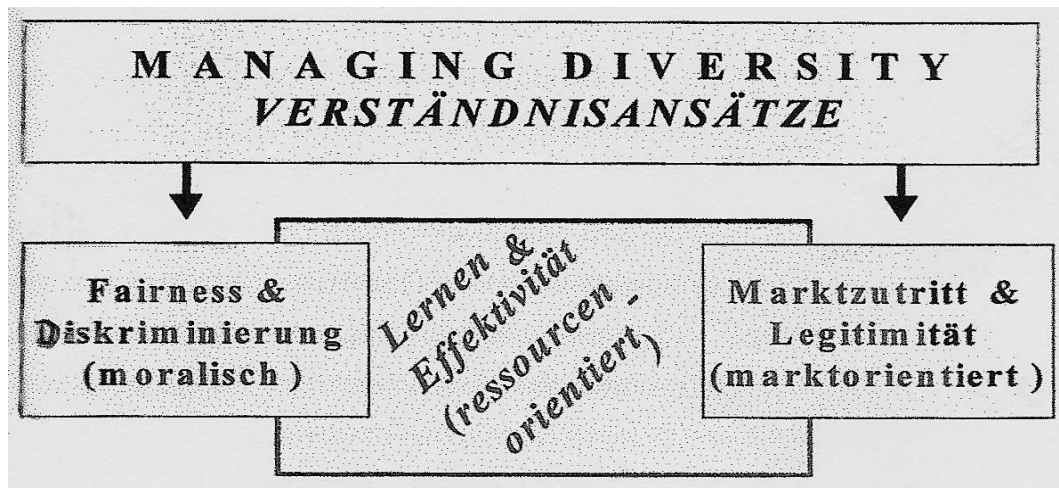 MANAGING DIVERSITY
VERSTÄNDNISANSÄTZE
Fairness &
Diskriminierung
(moralisch)
Lernen &
Effektivität
(ressourcen -
orientiert)
Marktzutritt &
Legitimität
(marktorientiert)